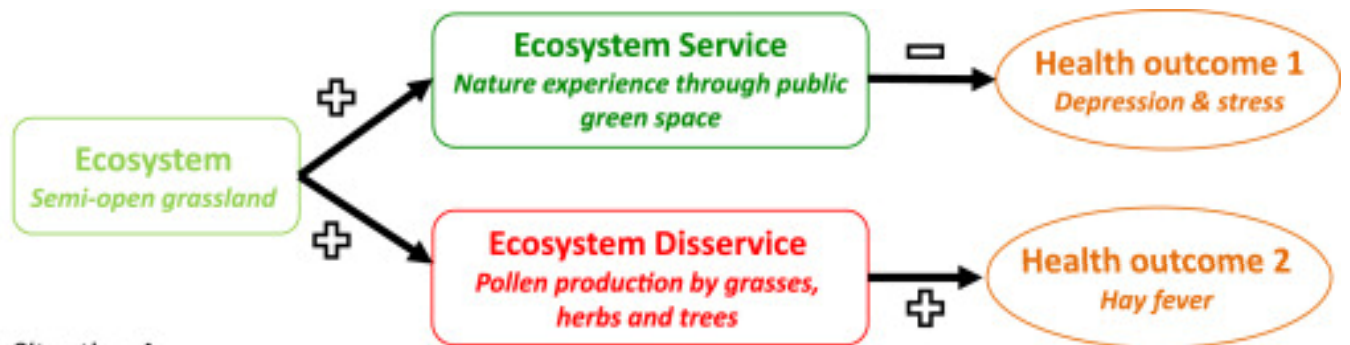 Ecosystem Service
Nature experience through public
green space
Health outcome 1
Depression & stress
Ecosystem
Semi-open grassland
Ecosystem Disservice
Pollen production by grasses,
herbs and trees
Health outcome 2
Hay fever